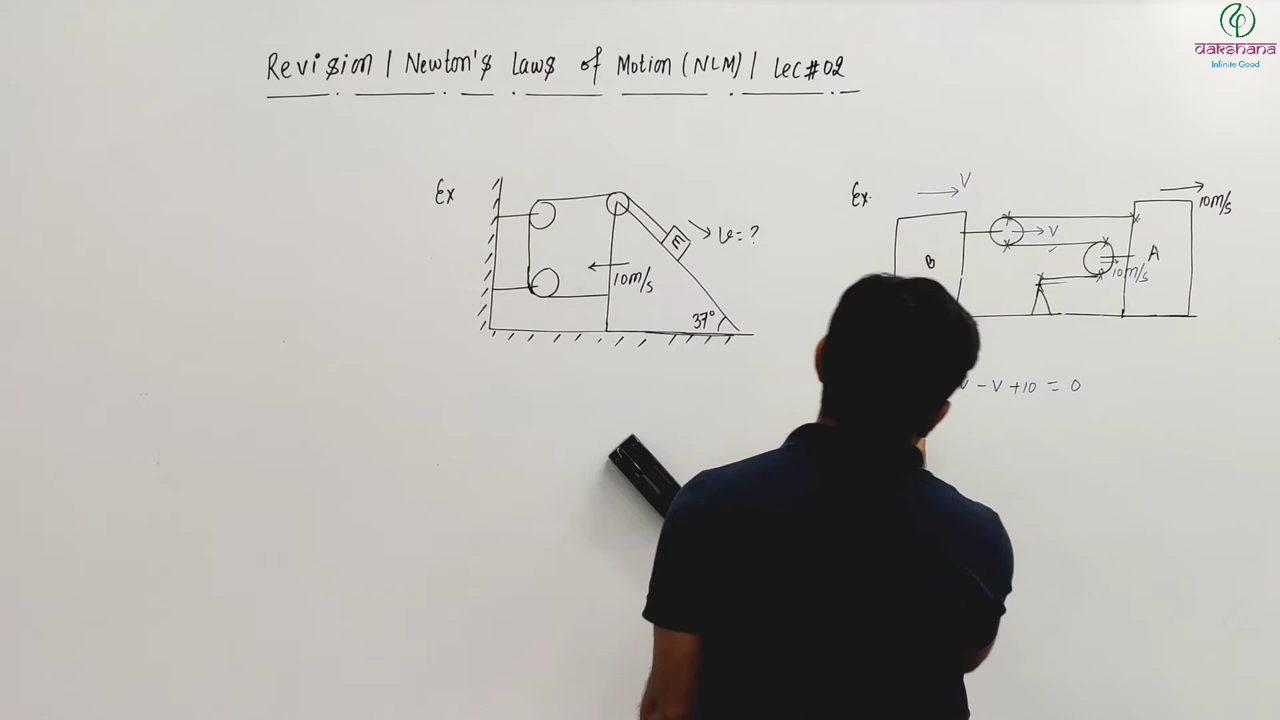 dakshana
Infinite Good
Revision | Newton's Laws of Motion (NLM) | Lec#02
Ex
10m/s
v = ?
37°
Ex.
V
10m/s
V
B
A
10m/s
- V + 10 = 0